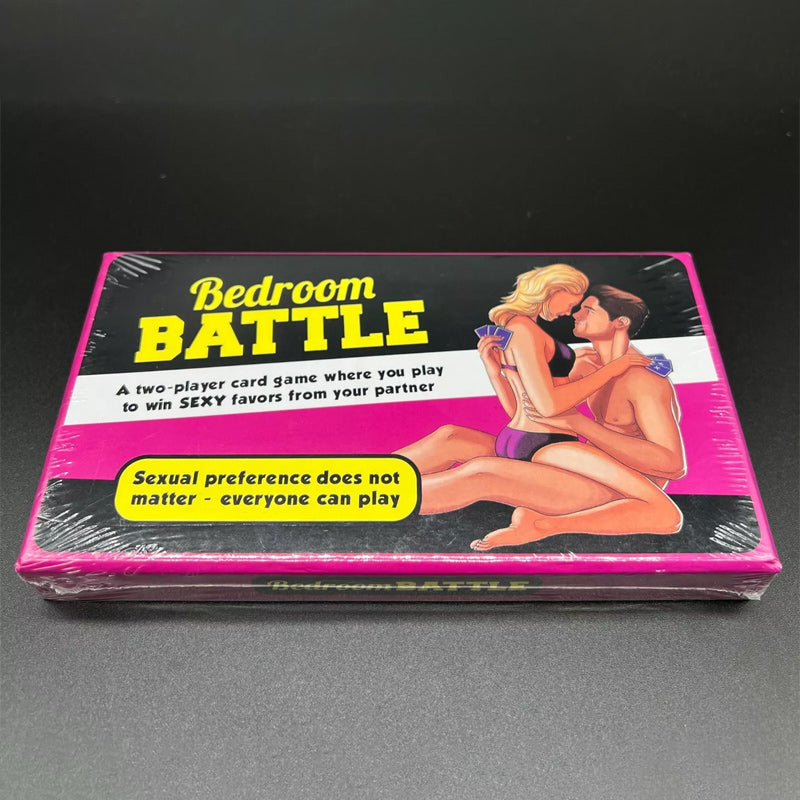 Bedroom
BATTLE
A two-player card game where you play
to win SEXY favors from your partner
Sexual preference does not
matter - everyone can play
Bedroom BATTLE